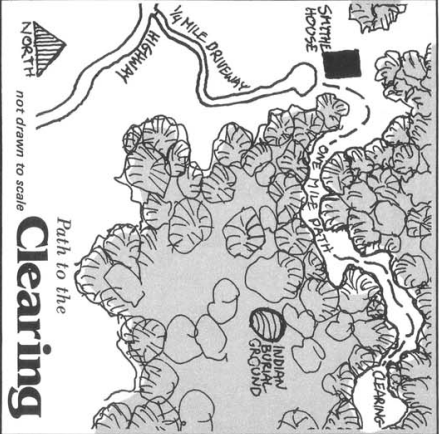 SMITHE
HOUSE
1/4 MILE DRIVEWAY
HIGHWAY
ONE MILE PATH
CLEARING
INDIAN
BURIAL
GROUND
NORTH
not drawn to scale
Path to the
Clearing